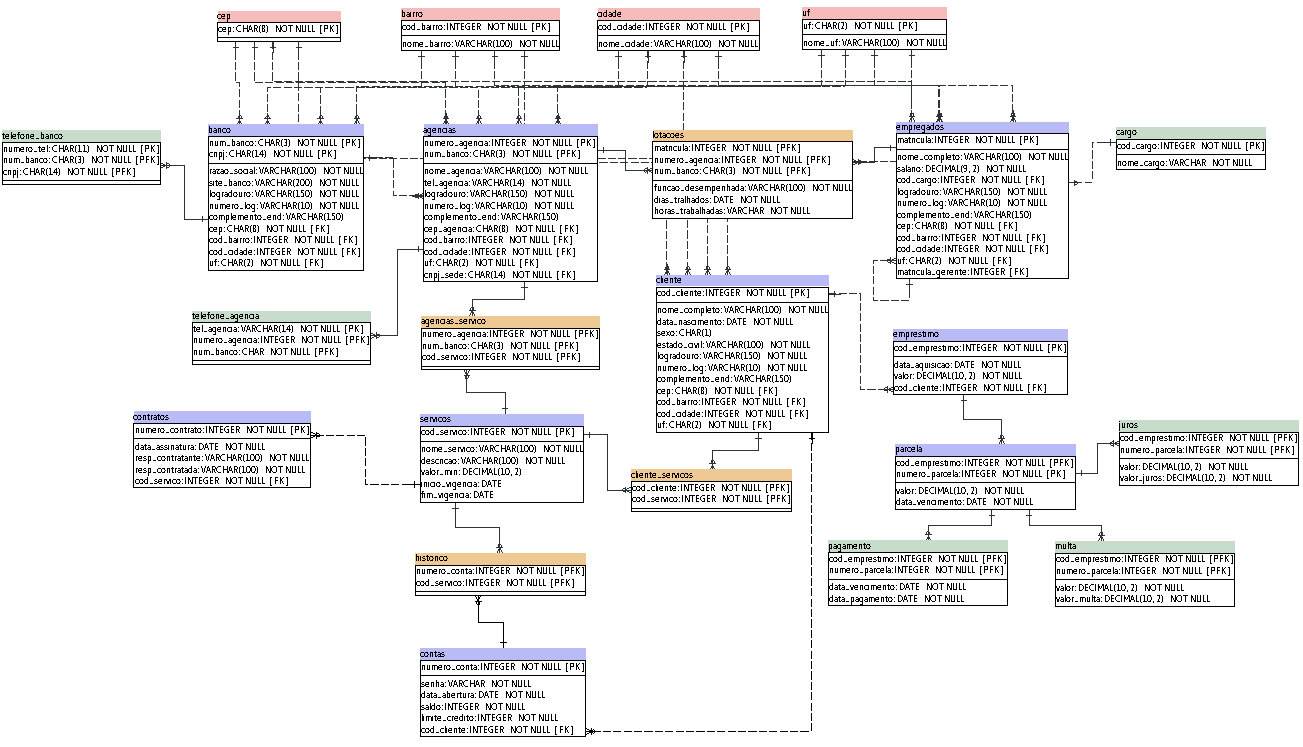 cep
cep: CHAR(8) NOT NULL [PK]
bairro
cod_bairro: INTEGER NOT NULL [PK]
nome_bairro: VARCHAR(100) NOT NULL
cidade
cod_cidade: INTEGER NOT NULL [PK]
nome_cidade: VARCHAR(100) NOT NULL
uf
uf: CHAR(2) NOT NULL [PK]
nome_uf: VARCHAR(100) NOT NULL
telefone_banco
numero_tel: CHAR(11) NOT NULL [PK]
num_banco: CHAR(3) NOT NULL [PFK]
cnpj: CHAR(14) NOT NULL [PFK]
banco
num_banco: CHAR(3) NOT NULL [PK]
cnpj: CHAR(14) NOT NULL [PK]
razao_social: VARCHAR(100) NOT NULL
site_banco: VARCHAR(200) NOT NULL
logradouro: VARCHAR(150) NOT NULL
numero_log: VARCHAR(10) NOT NULL
complemento_end: VARCHAR(150)
cep: CHAR(8) NOT NULL [FK]
cod_bairro: INTEGER NOT NULL [FK]
cod_cidade: INTEGER NOT NULL [FK]
uf: CHAR(2) NOT NULL [FK]
agencias
numero_agencia: INTEGER NOT NULL [PK]
num_banco: CHAR(3) NOT NULL [PFK]
nome_agencia: VARCHAR(100) NOT NULL
tel_agencia: VARCHAR(14) NOT NULL
logradouro: VARCHAR(150) NOT NULL
numero_log: VARCHAR(10) NOT NULL
complemento_end: VARCHAR(150)
cep_agencia: CHAR(8) NOT NULL [FK]
cod_bairro: INTEGER NOT NULL [FK]
cod_cidade: INTEGER NOT NULL [FK]
uf: CHAR(2) NOT NULL [FK]
cnpj_sede: CHAR(14) NOT NULL [FK]
lotacoes
matricula: INTEGER NOT NULL [PFK]
numero_agencia: INTEGER NOT NULL [PFK]
num_banco: CHAR(3) NOT NULL [PFK]
funcao_desempenhada: VARCHAR(100) NOT NULL
dias_tralhados: DATE NOT NULL
horas_trabalhadas: VARCHAR NOT NULL
empregados
matricula: INTEGER NOT NULL [PK]
nome_completo: VARCHAR(100) NOT NULL
salario: DECIMAL(9, 2) NOT NULL
cod_cargo: INTEGER NOT NULL [FK]
logradouro: VARCHAR(150) NOT NULL
numero_log: VARCHAR(10) NOT NULL
complemento_end: VARCHAR(150)
cep: CHAR(8) NOT NULL [FK]
cod_bairro: INTEGER NOT NULL [FK]
cod_cidade: INTEGER NOT NULL [FK]
uf: CHAR(2) NOT NULL [FK]
matricula_gerente: INTEGER [FK]
cargo
cod_cargo: INTEGER NOT NULL [PK]
nome_cargo: VARCHAR NOT NULL
telefone_agencia
tel_agencia: VARCHAR(14) NOT NULL [PK]
numero_agencia: INTEGER NOT NULL [PFK]
num_banco: CHAR NOT NULL [PFK]
agencias_servico
numero_agencia: INTEGER NOT NULL [PFK]
num_banco: CHAR(3) NOT NULL [PFK]
cod_servico: INTEGER NOT NULL [PFK]
cliente
cod_cliente: INTEGER NOT NULL [PK]
nome_completo: VARCHAR(100) NOT NULL
data_nascimento: DATE NOT NULL
sexo: CHAR(1)
estado_civil: VARCHAR(100) NOT NULL
logradouro: VARCHAR(150) NOT NULL
numero_log: VARCHAR(10) NOT NULL
complemento_end: VARCHAR(150)
cep: CHAR(8) NOT NULL [FK]
cod_bairro: INTEGER NOT NULL [FK]
cod_cidade: INTEGER NOT NULL [FK]
uf: CHAR(2) NOT NULL [FK]
emprestimo
cod_emprestimo: INTEGER NOT NULL [PK]
data_aquisicao: DATE NOT NULL
valor: DECIMAL(10, 2) NOT NULL
cod_cliente: INTEGER NOT NULL [FK]
contratos
numero_contrato: INTEGER NOT NULL [PK]
data_assinatura: DATE NOT NULL
resp_contratante: VARCHAR(100) NOT NULL
resp_contratada: VARCHAR(100) NOT NULL
cod_servico: INTEGER NOT NULL [FK]
servicos
cod_servico: INTEGER NOT NULL [PK]
nome_servico: VARCHAR(100) NOT NULL
descricao: VARCHAR(100) NOT NULL
valor_min: DECIMAL(10, 2)
inicio_vigencia: DATE
fim_vigencia: DATE
cliente_servicos
cod_cliente: INTEGER NOT NULL [PFK]
cod_servico: INTEGER NOT NULL [PFK]
parcela
cod_emprestimo: INTEGER NOT NULL [PFK]
numero_parcela: INTEGER NOT NULL [PK]
valor: DECIMAL(10, 2) NOT NULL
data_vencimento: DATE NOT NULL
juros
cod_emprestimo: INTEGER NOT NULL [PFK]
numero_parcela: INTEGER NOT NULL [PFK]
valor: DECIMAL(10, 2) NOT NULL
valor_juros: DECIMAL(10, 2) NOT NULL
pagamento
cod_emprestimo: INTEGER NOT NULL [PFK]
numero_parcela: INTEGER NOT NULL [PFK]
data_vencimento: DATE NOT NULL
data_pagamento: DATE NOT NULL
multa
cod_emprestimo: INTEGER NOT NULL [PFK]
numero_parcela: INTEGER NOT NULL [PFK]
valor: DECIMAL(10, 2) NOT NULL
valor_multa: DECIMAL(10, 2) NOT NULL
historico
numero_conta: INTEGER NOT NULL [PFK]
cod_servico: INTEGER NOT NULL [PFK]
contas
numero_conta: INTEGER NOT NULL [PK]
senha: VARCHAR NOT NULL
data_abertura: DATE NOT NULL
saldo: INTEGER NOT NULL
limite_credito: INTEGER NOT NULL
cod_cliente: INTEGER NOT NULL [FK]